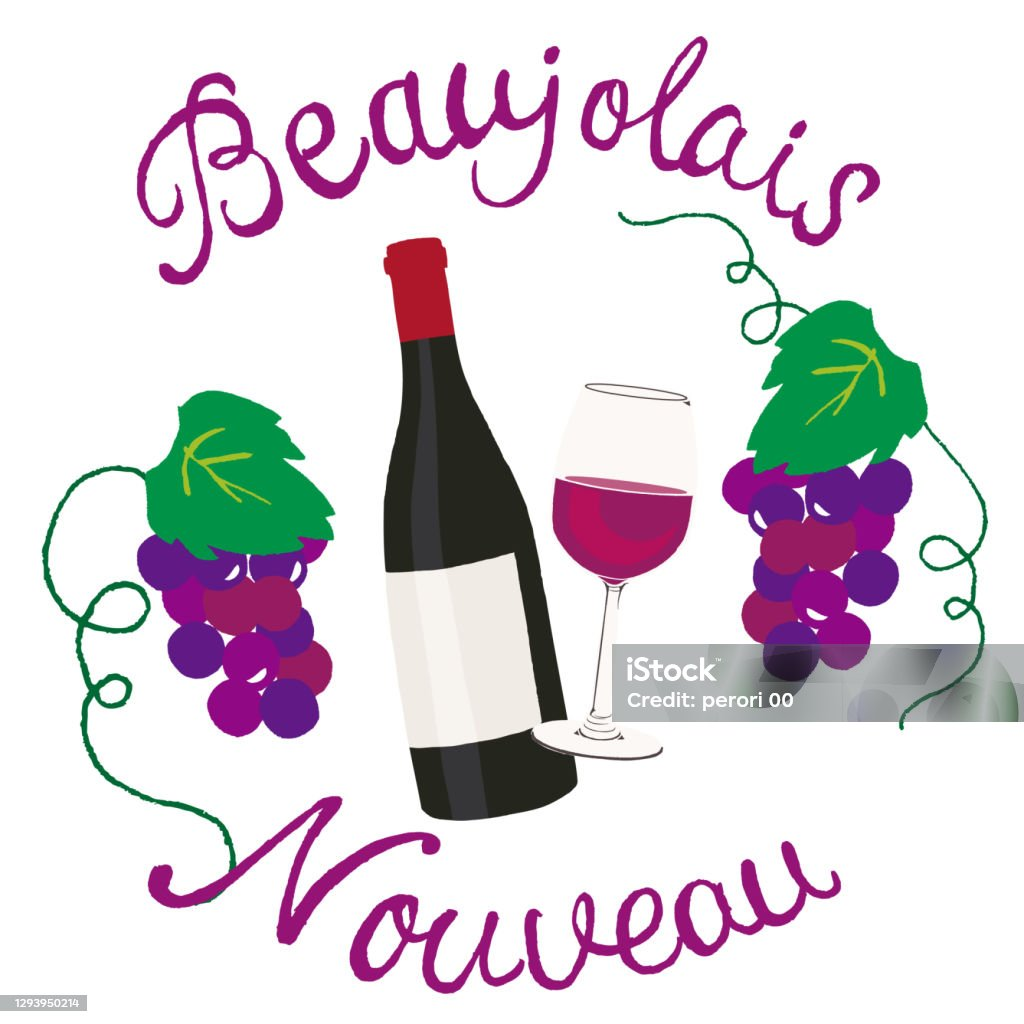 Beaujolais
iStock
Credit: perori 00
Nouveau
1293950214